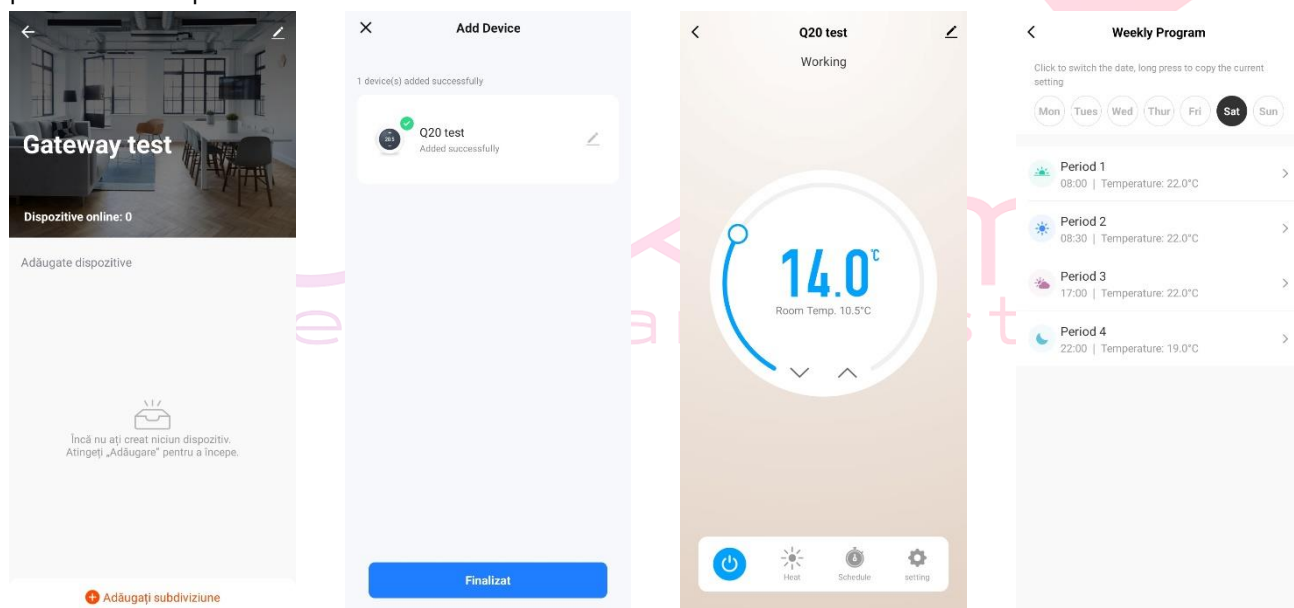 Gateway test
Dispozitive online: 0
Adăugate dispozitive
Încă nu ați creat niciun dispozitiv.
Atingeți „Adăugare" pentru a începe.
Adăugați subdiviziune
Add Device
1 device(s) added successfully
Q20 test
Added successfully
Finalizat
Q20 test
Working
14.0°C
Room Temp. 10.5°C
Heat
Schedule
setting
Weekly Program
Click to switch the date, long press to copy the current
setting
Mon Tues Wed Thur Fri Sat Sun
Period 1
08:00 | Temperature: 22.0°C
Period 2
08:30 | Temperature: 22.0°C
Period 3
17:00 | Temperature: 22.0°C
Period 4
22:00 | Temperature: 19.0°C